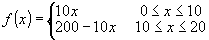 f(x) = { 10x 0 ≤ x ≤ 10
200 − 10x 10 ≤ x ≤ 20